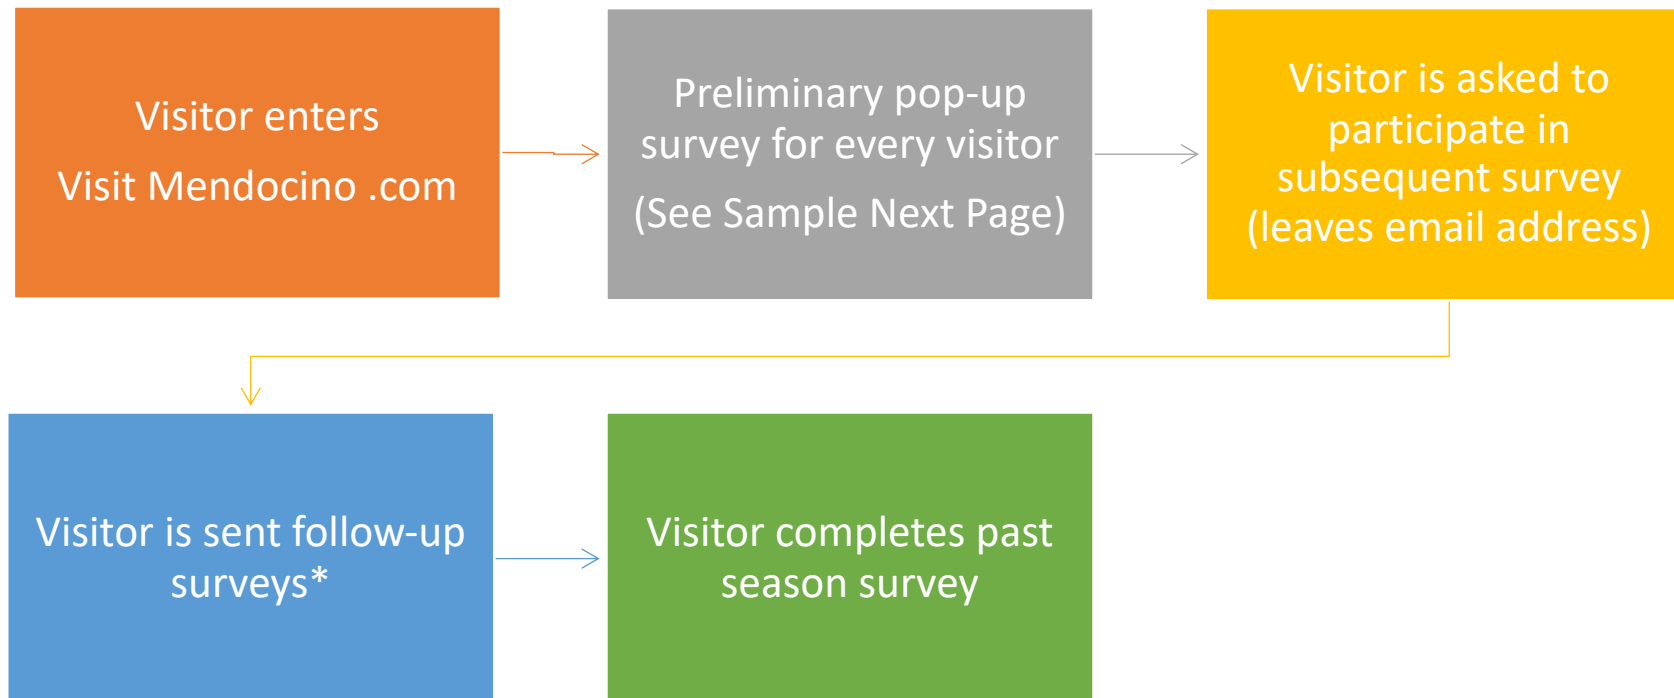 Visitor enters
Visit Mendocino .com
Preliminary pop-up
survey for every visitor
(See Sample Next Page)
Visitor is asked to
participate in
subsequent survey
(leaves email address)
Visitor is sent follow-up
surveys*
Visitor completes past
season survey